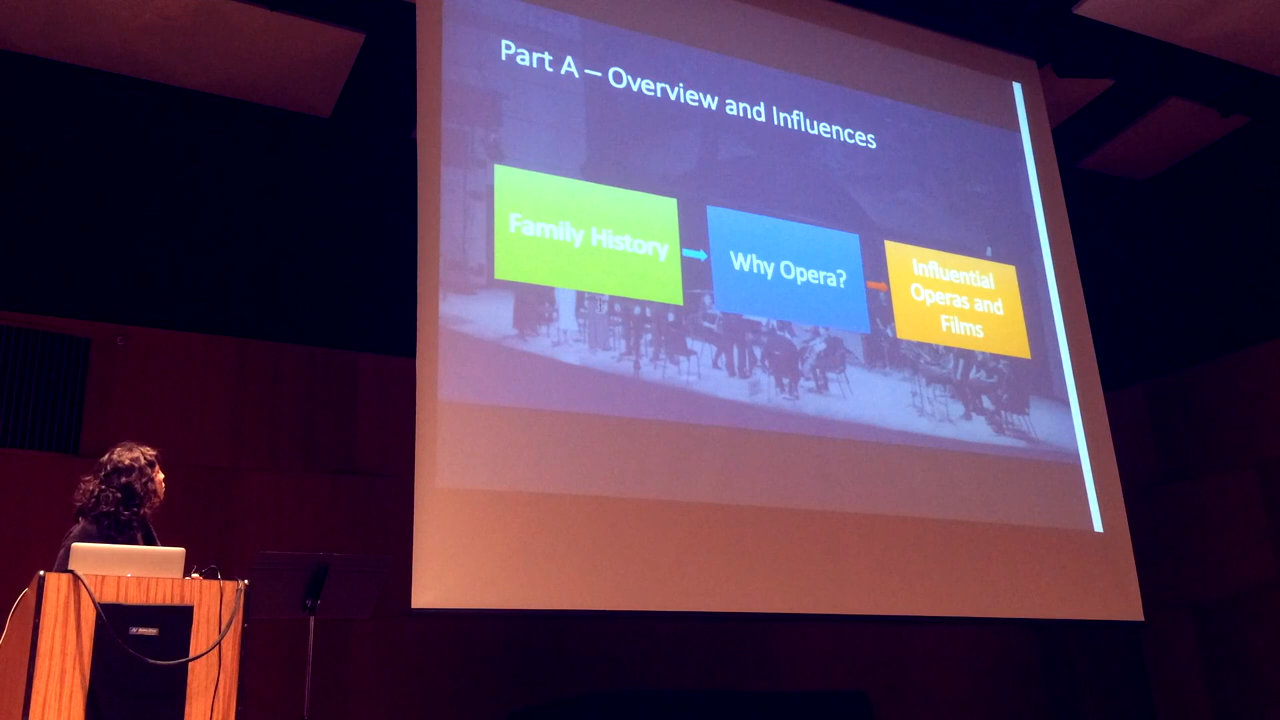 Part A – Overview and Influences
Family History
Why Opera?
Influential
Operas and
Films